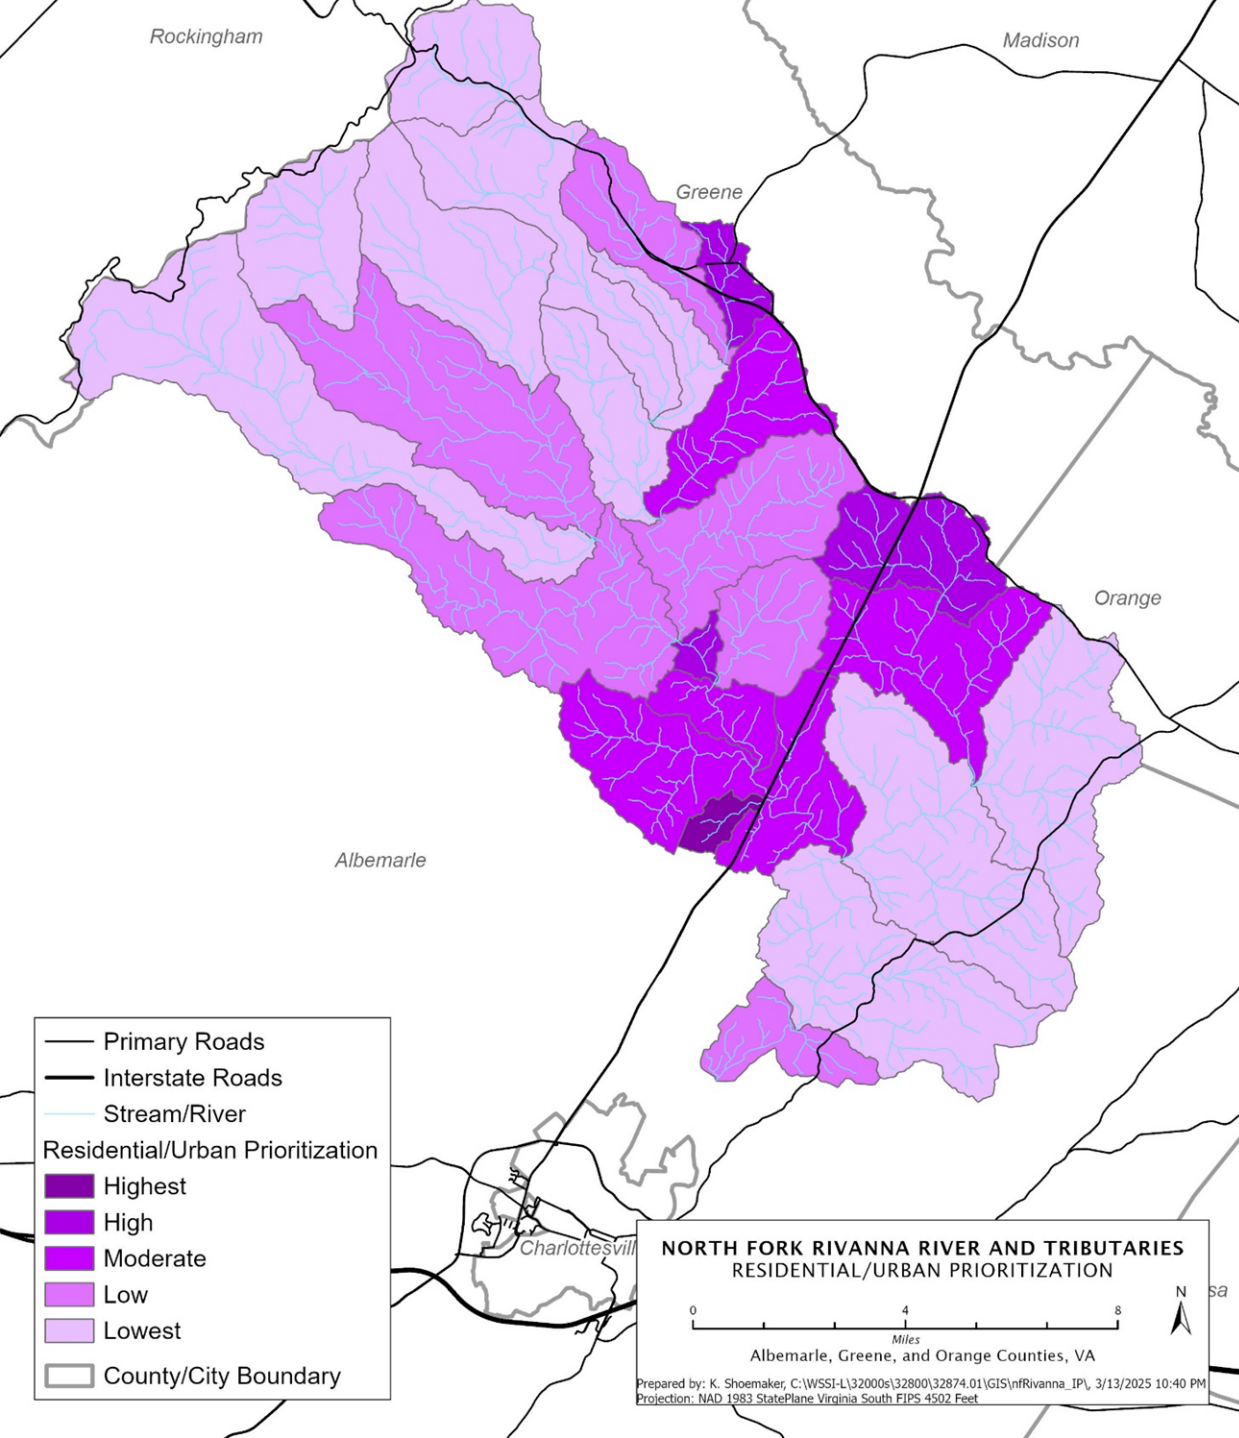 Rockingham
Madison
Greene
Orange
Albemarle
Primary Roads
Interstate Roads
Stream/River
Residential/Urban Prioritization
Highest
High
Moderate
Low
Lowest
County/City Boundary
Charlottesvill
NORTH FORK RIVANNA RIVER AND TRIBUTARIES
RESIDENTIAL/URBAN PRIORITIZATION
0 4 8
Miles
N
sa
Albemarle, Greene, and Orange Counties, VA
Prepared by: K. Shoemaker, C:\WSSI-L\32000s\32800\32874.01\GIS\nfRivanna_IP\, 3/13/2025 10:40 PM
Projection: NAD 1983 StatePlane Virginia South FIPS 4502 Feet